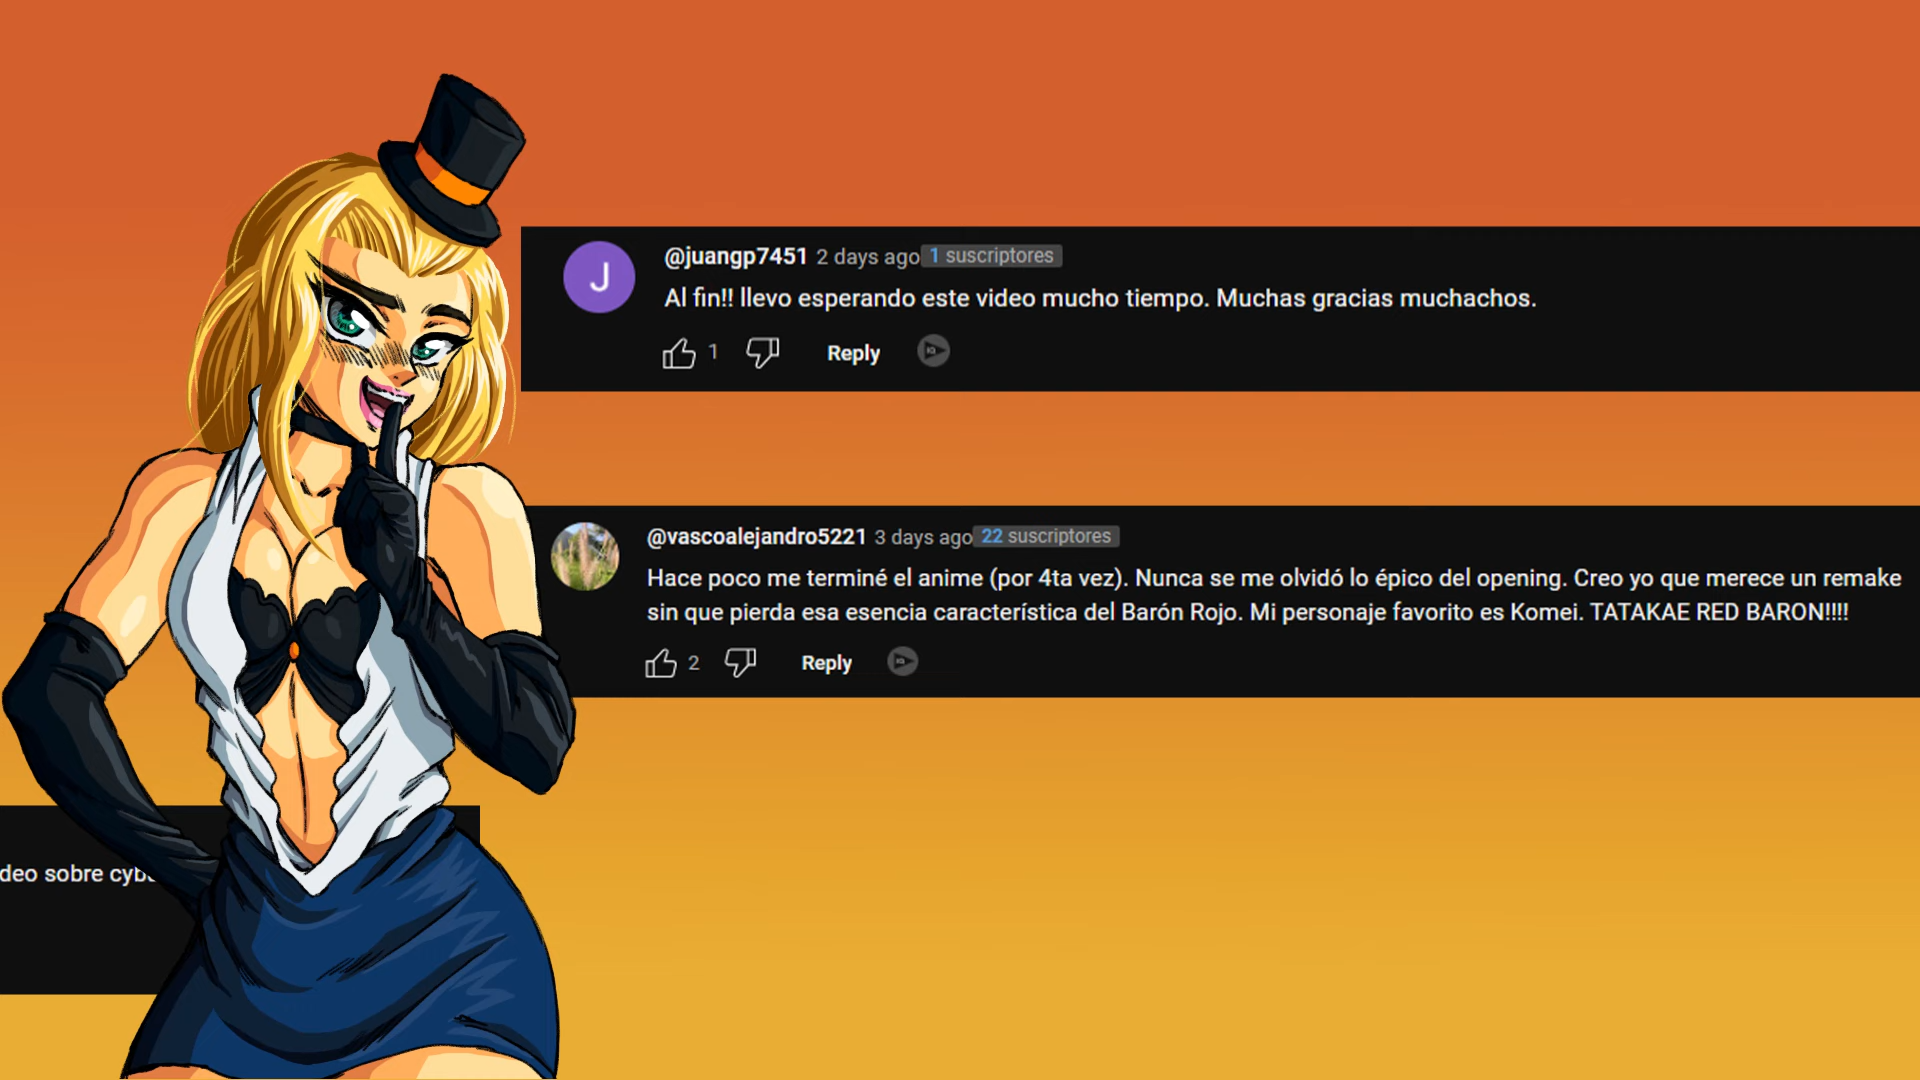 J
@juangp7451 2 days ago 1 suscriptores
Al fin!! llevo esperando este video mucho tiempo. Muchas gracias muchachos.
1 Reply
@vascoalejandro5221 3 days ago 22 suscriptores
Hace poco me terminé el anime (por 4ta vez). Nunca se me olvidó lo épico del opening. Creo yo que merece un remake
sin que pierda esa esencia característica del Barón Rojo. Mi personaje favorito es Komei. TATAKAE RED BARON!!!!
2 Reply
deo sobre cyb